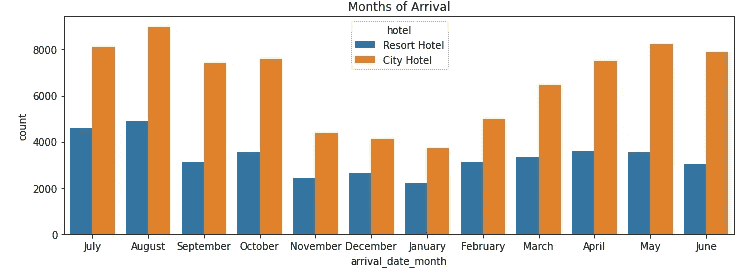 Months of Arrival
hotel
Resort Hotel
City Hotel
count
8000
6000
4000
2000
0
July August September October November December January February March April May June
arrival_date_month